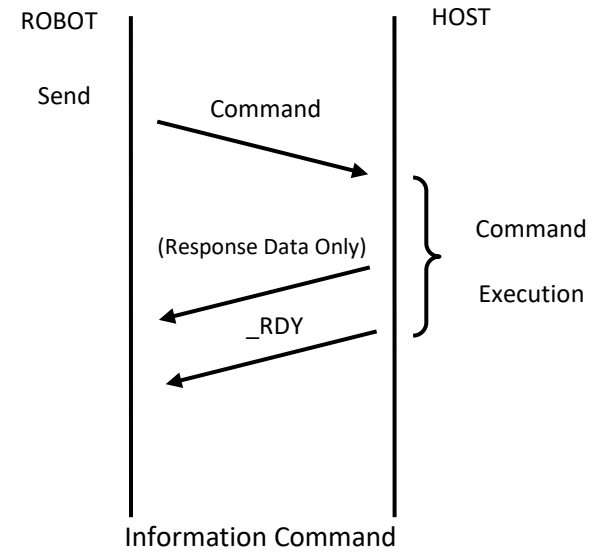 ROBOT
HOST
Send
Command
(Response Data Only)
_RDY
Command
Execution
Information Command